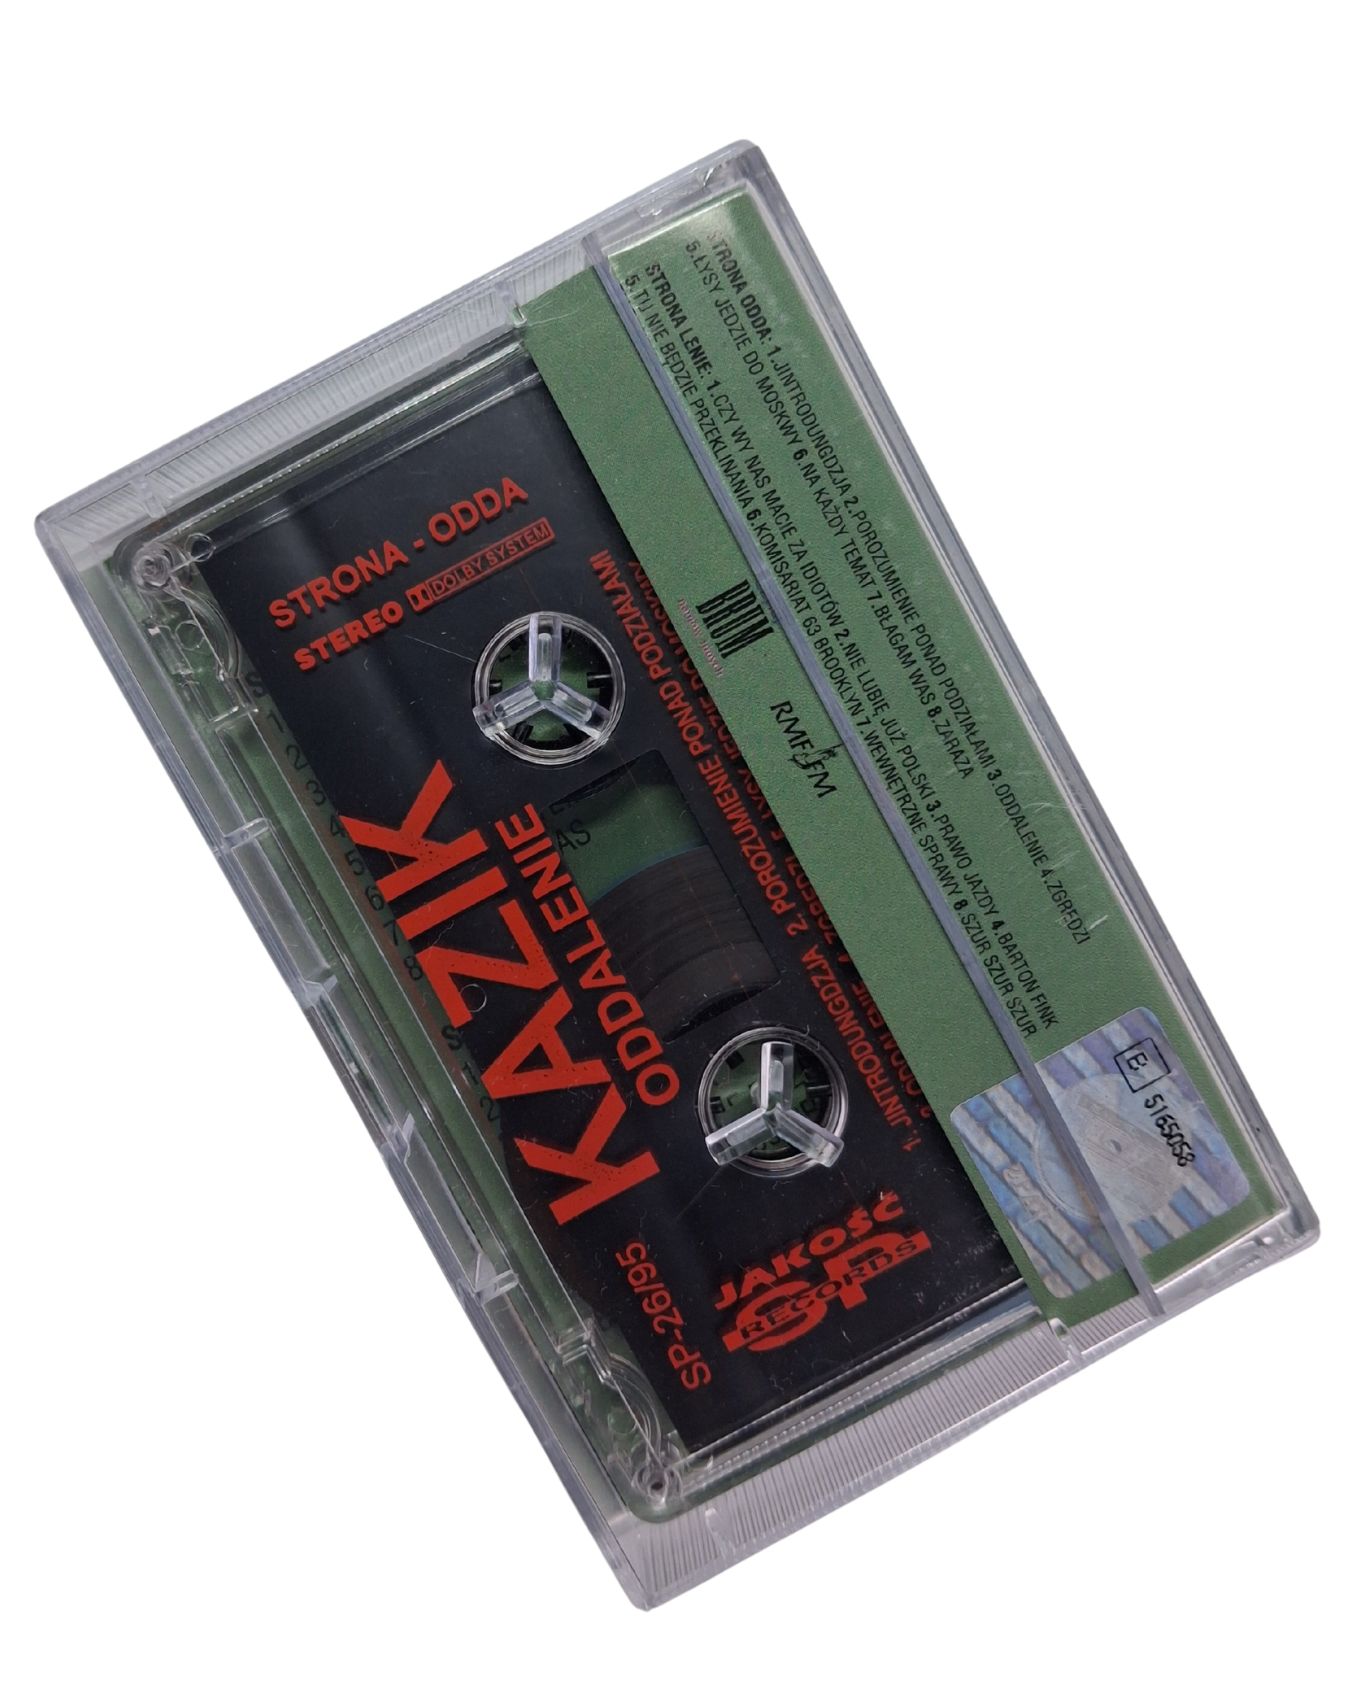 STRONA ODDA: 1.JINTRODUNGDZJA 2.POROZUMIENIE PONAD PODZIAŁAMI 3.ODDALENIE 4.ZGRĘDZI
5.ŁYSY JEDZIE DO MOSKWY 6.NA KAŻDY TEMAT 7.BŁAGAM WAS 8.ZARAZA
STRONA LENIE: 1.CZY WY NAS MACIE ZA IDIOTÓW 2.NIE LUBIĘ JUŻ POLSKI 3.PRAWO JAZDY 4.BARTON FINK
5.TU NIE BĘDZIE PRZEKLINANIA 6.KOMISARIAT 63 BROOKLYN 7.WEWNĘTRZNE SPRAWY 8.SZUR SZUR SZUR
BRUM
RMF FM
E 5165058
STRONA - ODDA
STEREO DOLBY SYSTEM
KAZIK
ODDALENIE
1. JINTRODUNGDZJA 2. POROZUMIENIE PONAD PODZIAŁAMI
SP-26/95
JAKOŚĆ
SP
RECORDS